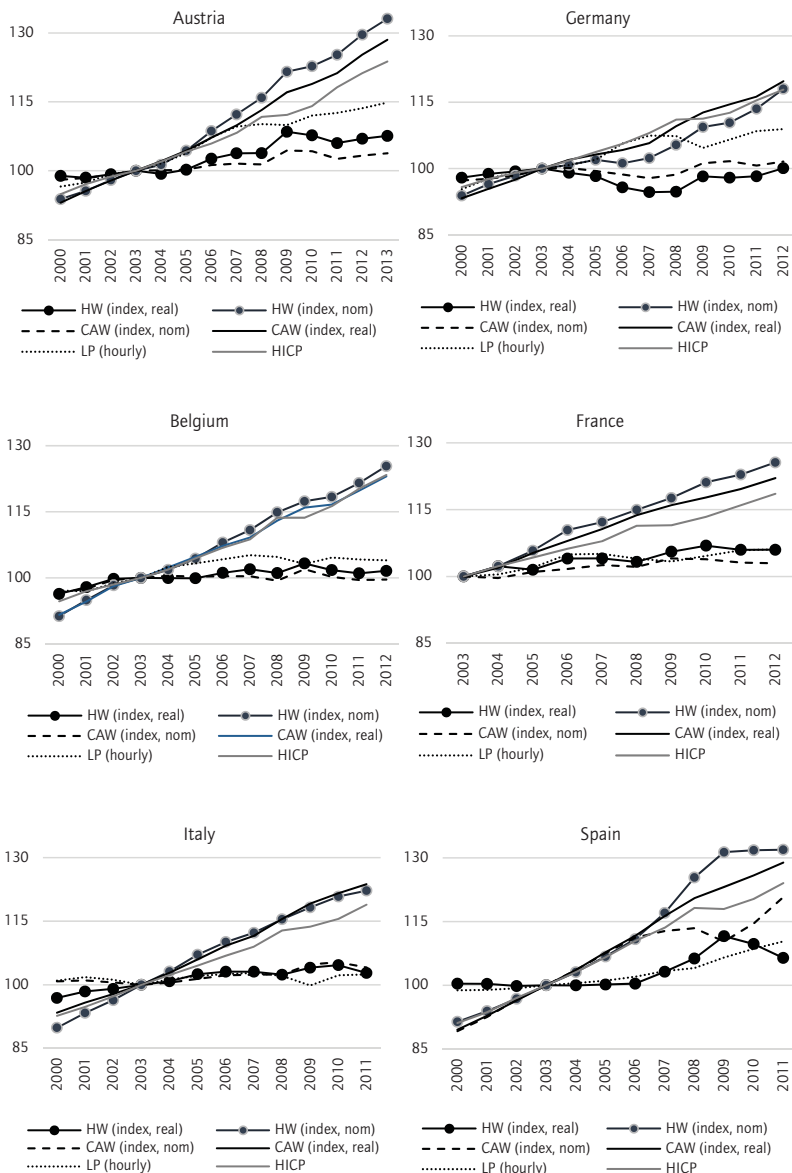 Austria
130
115
100
85
2000 2001 2002 2003 2004 2005 2006 2007 2008 2009 2010 2011 2012 2013
HW (index, real) HW (index, nom)
CAW (index, nom) CAW (index, real)
LP (hourly) HICP
Germany
130
115
100
85
2000 2001 2002 2003 2004 2005 2006 2007 2008 2009 2010 2011 2012
HW (index, real) HW (index, nom)
CAW (index, nom) CAW (index, real)
LP (hourly) HICP
Belgium
130
115
100
85
2000 2001 2002 2003 2004 2005 2006 2007 2008 2009 2010 2011 2012
HW (index, real) HW (index, nom)
CAW (index, nom) CAW (index, real)
LP (hourly) HICP
France
130
115
100
85
2003 2004 2005 2006 2007 2008 2009 2010 2011 2012
HW (index, real) HW (index, nom)
CAW (index, nom) CAW (index, real)
LP (hourly) HICP
Italy
130
115
100
85
2000 2001 2002 2003 2004 2005 2006 2007 2008 2009 2010 2011
HW (index, real) HW (index, nom)
CAW (index, nom) CAW (index, real)
LP (hourly) HICP
Spain
130
115
100
85
2000 2001 2002 2003 2004 2005 2006 2007 2008 2009 2010 2011
HW (index, real) HW (index, nom)
CAW (index, nom) CAW (index, real)
LP (hourly) HICP